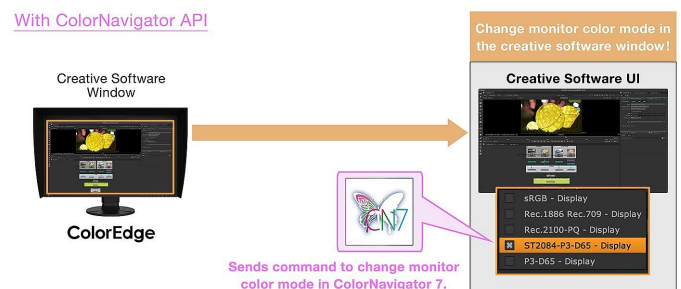 With ColorNavigator API
Change monitor color mode in
the creative software window!
Creative Software
Window
Creative Software UI
ColorEdge
CN7
sRGB - Display
Rec.1886 Rec.709 - Display
Rec.2100-PQ - Display
ST2084-P3-D65 - Display
P3-D65 - Display
Sends command to change monitor
color mode in ColorNavigator 7.